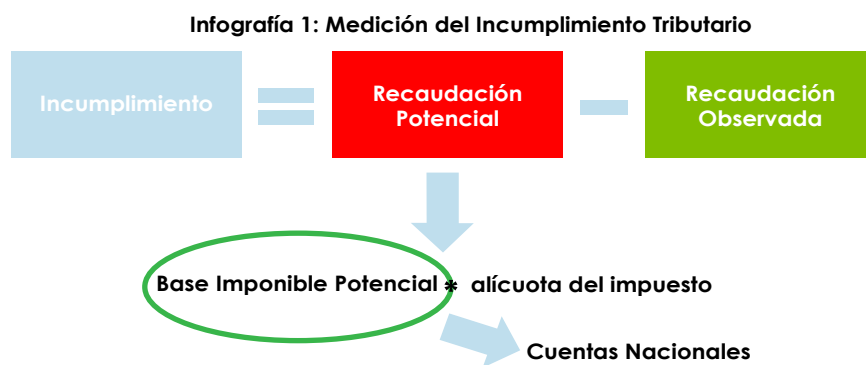 Infografía 1: Medición del Incumplimiento Tributario
Incumplimiento
Recaudación
Potencial
Recaudación
Observada
Base Imponible Potencial * alícuota del impuesto
Cuentas Nacionales